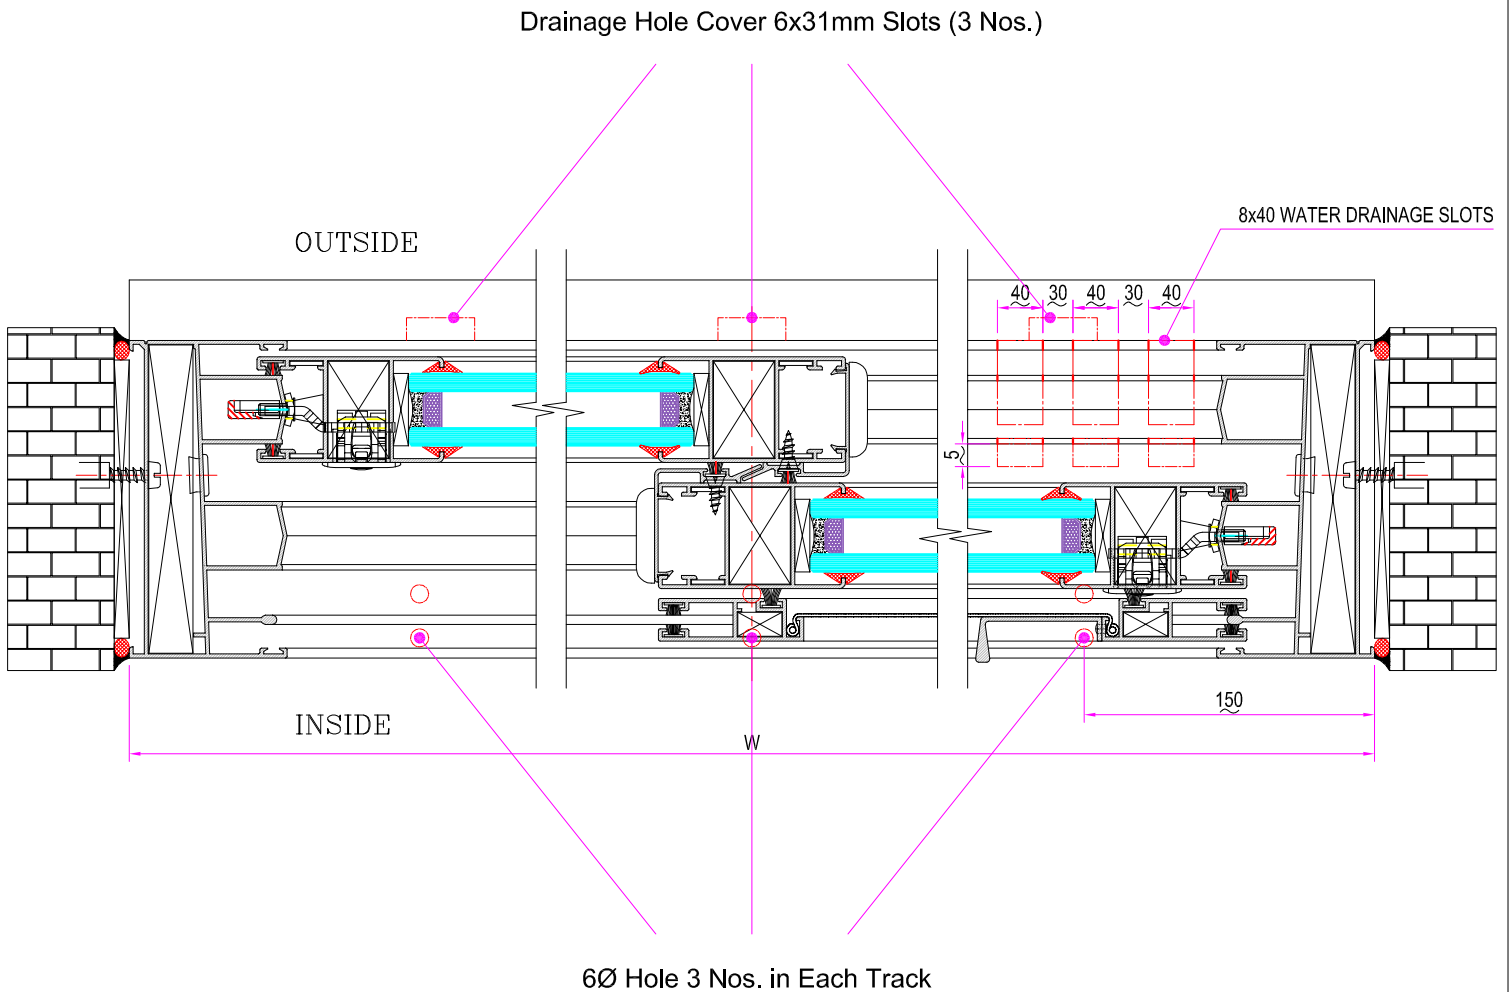 Drainage Hole Cover 6x31mm Slots (3 Nos.)
8x40 WATER DRAINAGE SLOTS
OUTSIDE
40 30 40 30 40
5
INSIDE
150
W
6Ø Hole 3 Nos. in Each Track